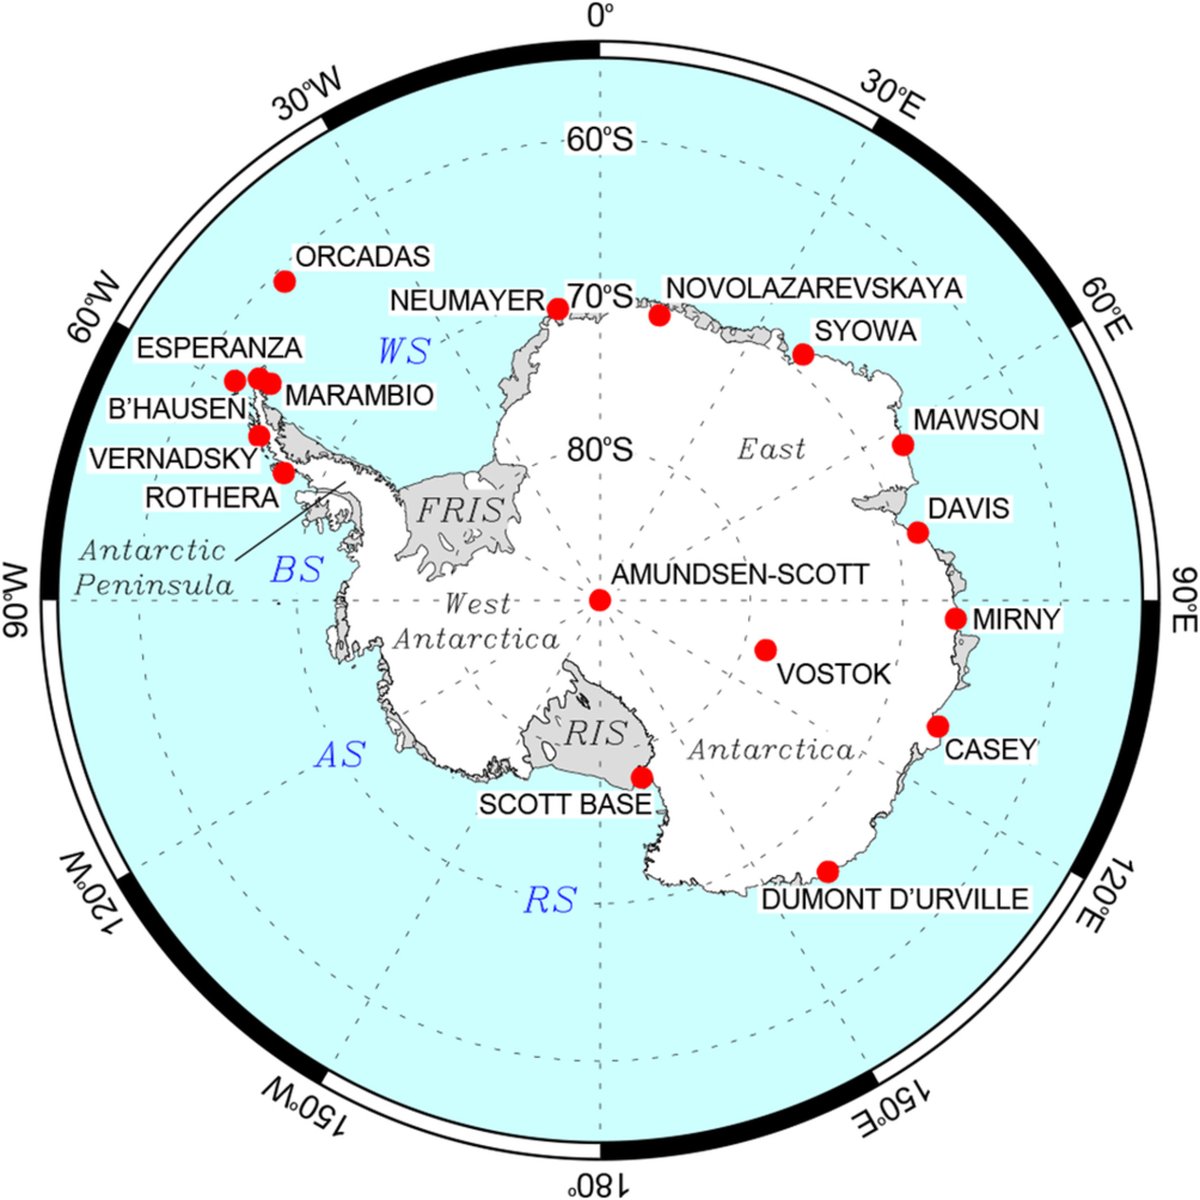 0°
30°W
30°E
60°S
60°W
60°E
ORCADAS
NEUMAYER
70°S
NOVOLAZAREVSKAYA
SYOWA
ESPERANZA
WS
MARAMBIO
B'HAUSEN
MAWSON
80°S
East
VERNADSKY
ROTHERA
FRIS
DAVIS
Antarctic
Peninsula
BS
AMUNDSEN-SCOTT
90°W
90°E
West
Antarctica
MIRNY
VOSTOK
RIS
Antarctica
AS
CASEY
SCOTT BASE
RS
DUMONT D'URVILLE
120°W
120°E
150°W
150°E
180°